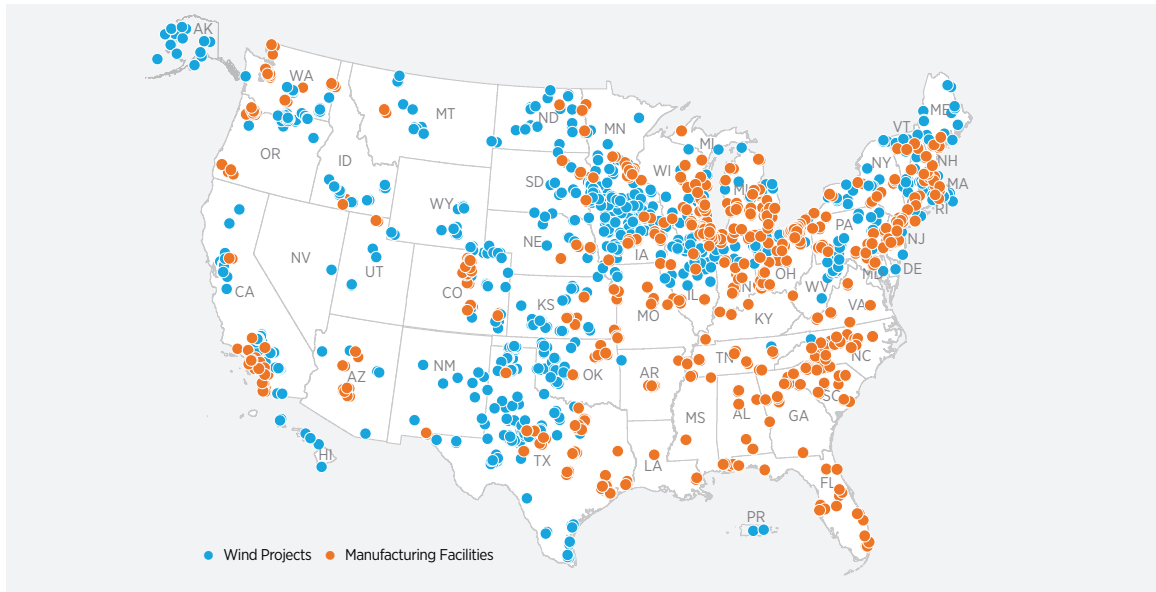 AK
WA
ME
MT
ND
VT
MN
MI
OR
NH
NY
ID
WI
SD
MI
MA
WY
RI
PA
NE
NJ
IA
OH
NV
UT
MD
DE
CO
IL
IN
WV
CA
KS
VA
MO
KY
NC
TN
NM
AR
AZ
OK
SC
MS
AL
GA
HI
TX
LA
FL
PR
Wind Projects
Manufacturing Facilities